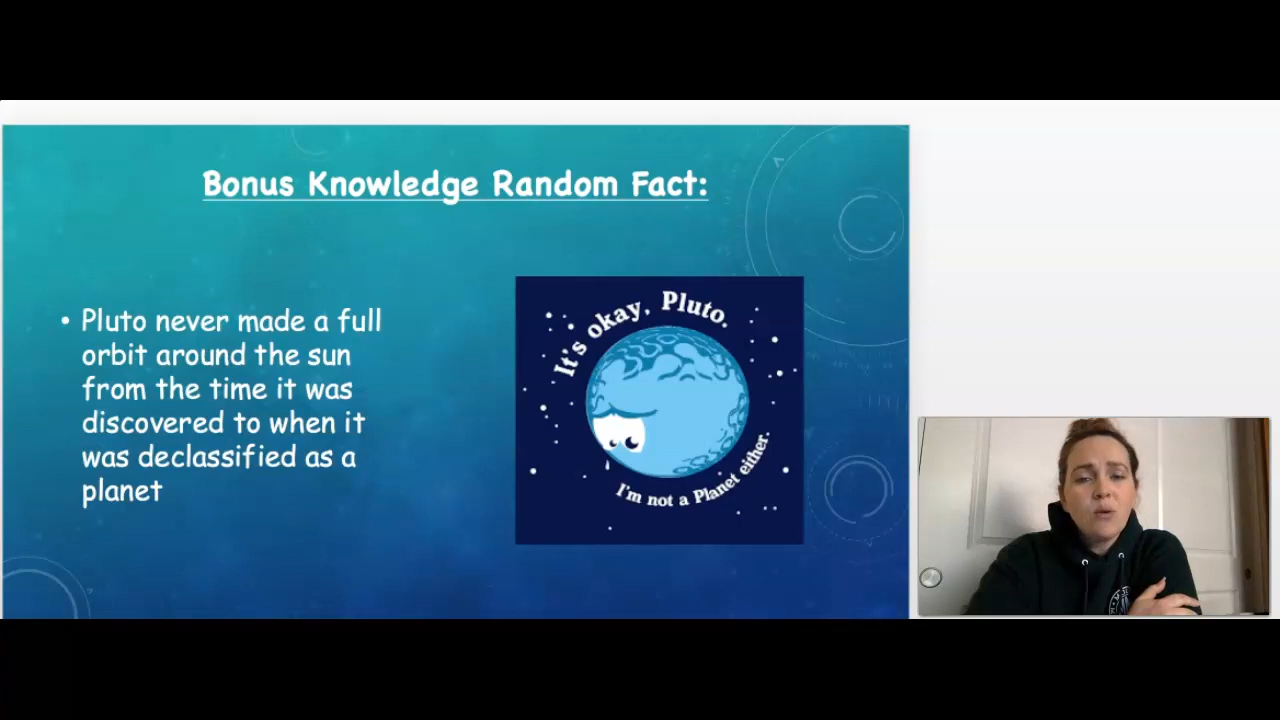 Bonus Knowledge Random Fact:
• Pluto never made a full
orbit around the sun
from the time it was
discovered to when it
was declassified as a
planet
It's okay, Pluto.
I'm not a Planet either.